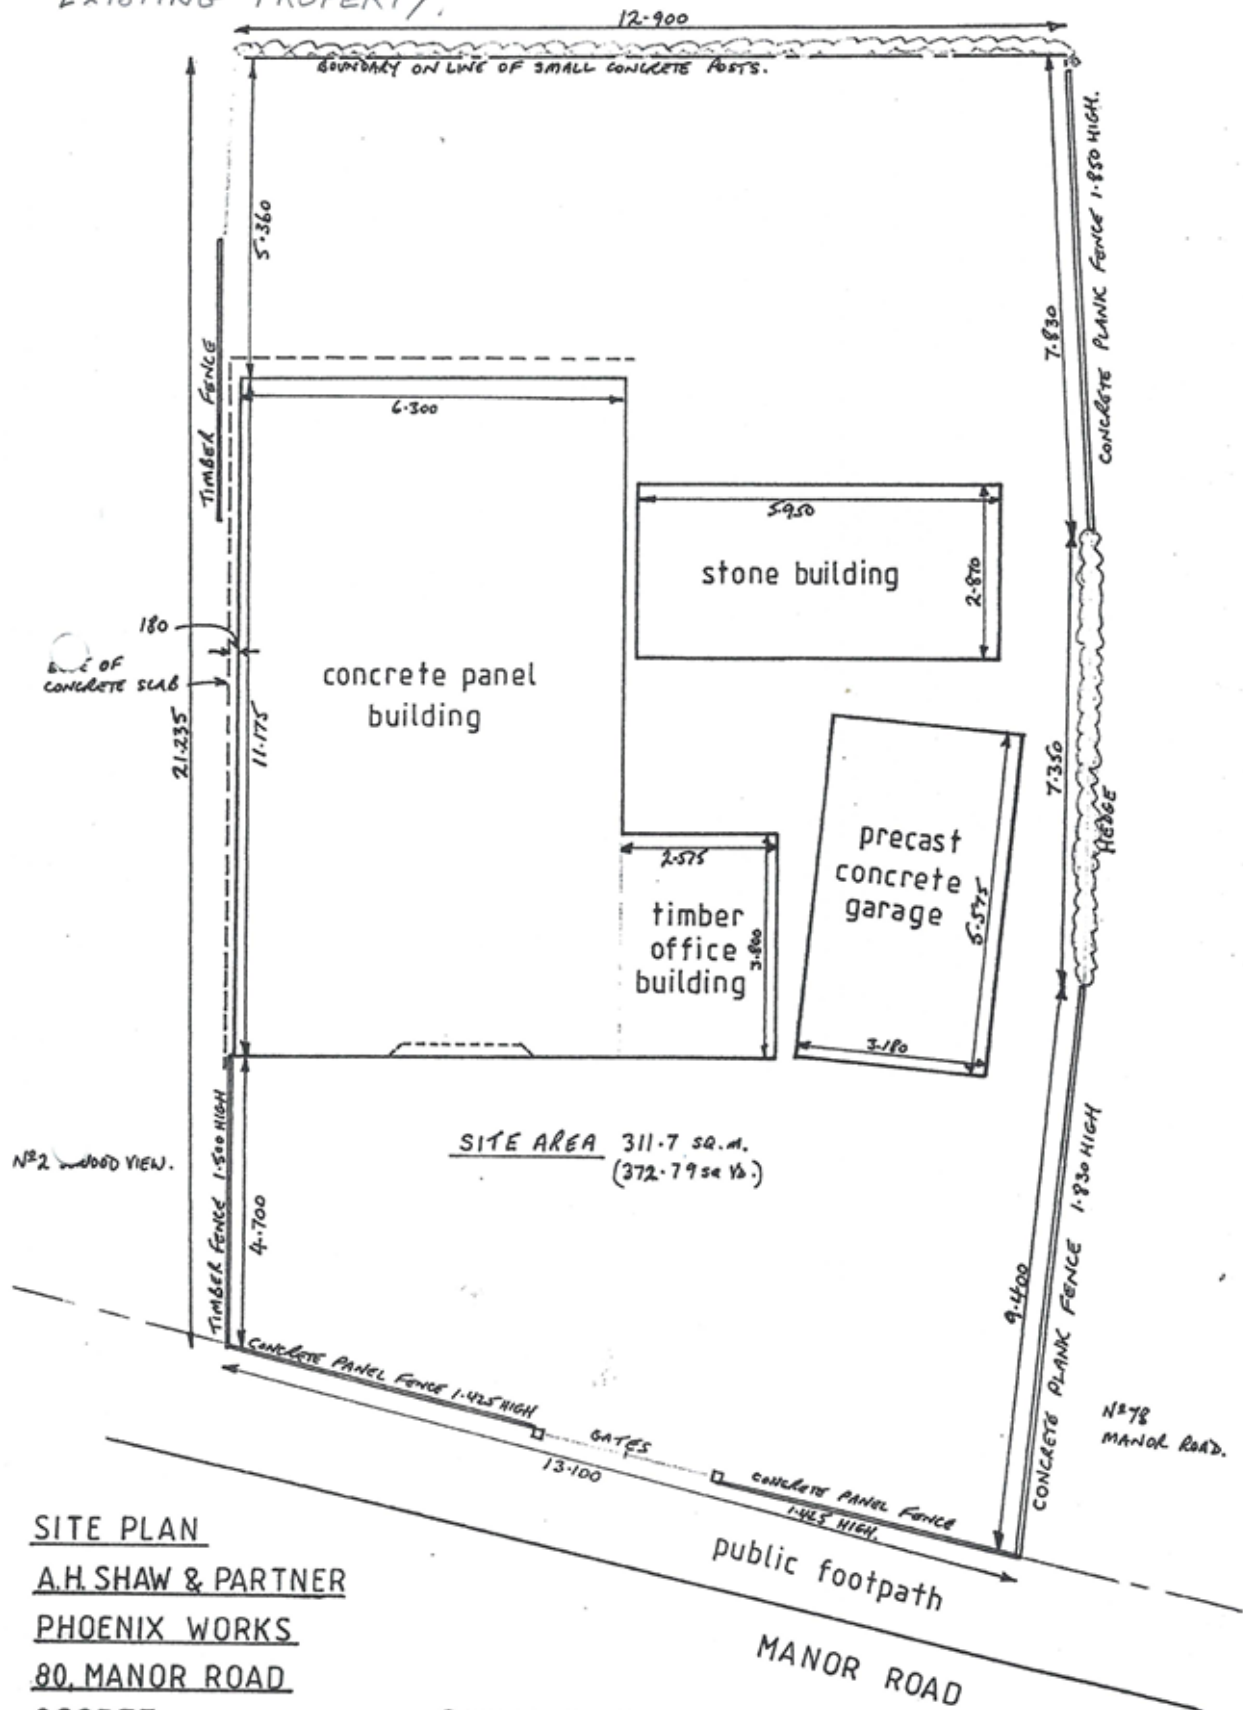 EXISTING PROPERTY.
12.900
BOUNDARY ON LINE OF SMALL CONCRETE POSTS.
5.360
7.830
CONCRETE PLANK FENCE 1.850 HIGH.
TIMBER FENCE
6.300
5.950
stone building
2.870
180
OF
CONCRETE SLAB
concrete panel
building
21.235
11.175
7.350
HEDGE
precast
concrete
garage
5.575
3.180
2.575
timber
office
building
3.800
SITE AREA 311.7 SQ.M.
(372.79 SQ YD.)
Nº2 WOOD VIEW.
TIMBER FENCE 1.500 HIGH
4.700
9.400
CONCRETE PLANK FENCE 1.830 HIGH
CONCRETE PANEL FENCE 1.425 HIGH
GATES
13.100
CONCRETE PANEL FENCE
1.425 HIGH.
Nº78
MANOR ROAD.
public footpath
MANOR ROAD
SITE PLAN
A.H. SHAW & PARTNER
PHOENIX WORKS
80, MANOR ROAD